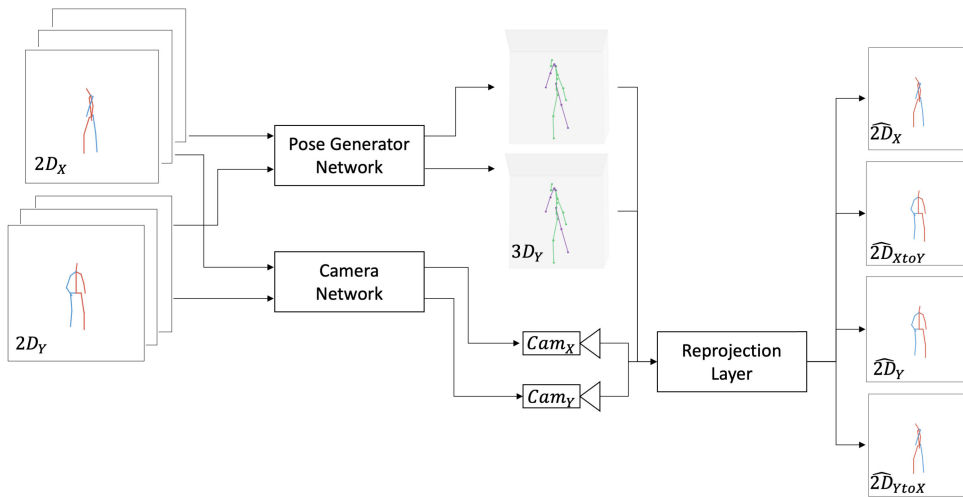 2D_X
Pose Generator
Network
2D_Y
3D_Y
Camera
Network
Cam_X
Cam_Y
Reprojection
Layer
\widehat{2D}_X
\widehat{2D}_{XtoY}
\widehat{2D}_Y
\widehat{2D}_{YtoX}